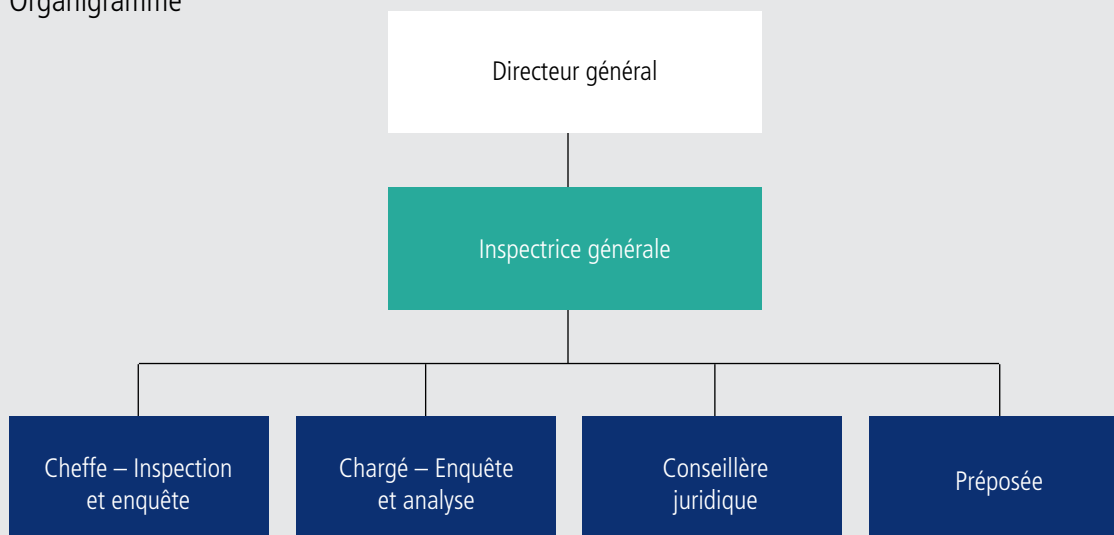 Organigramme
Directeur général
Inspectrice générale
Cheffe – Inspection
et enquête
Chargé – Enquête
et analyse
Conseillère
juridique
Préposée